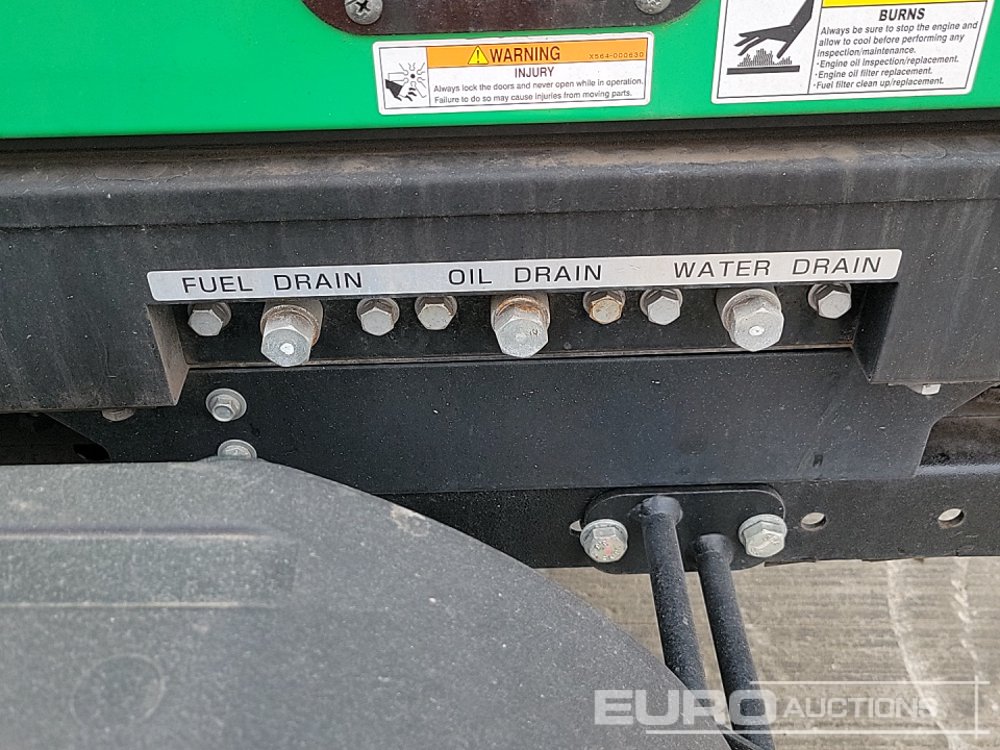 WARNING
X564-000630
INJURY
Always lock the doors and never open while in operation.
Failure to do so may cause injuries from moving parts.
BURNS
Always be sure to stop the engine and
allow to cool before performing any
inspection/maintenance.
·Engine oil inspection/replacement.
·Engine oil filter replacement.
·Fuel filter clean up/replacement.
FUEL DRAIN OIL DRAIN WATER DRAIN
EUROAUCTIONS